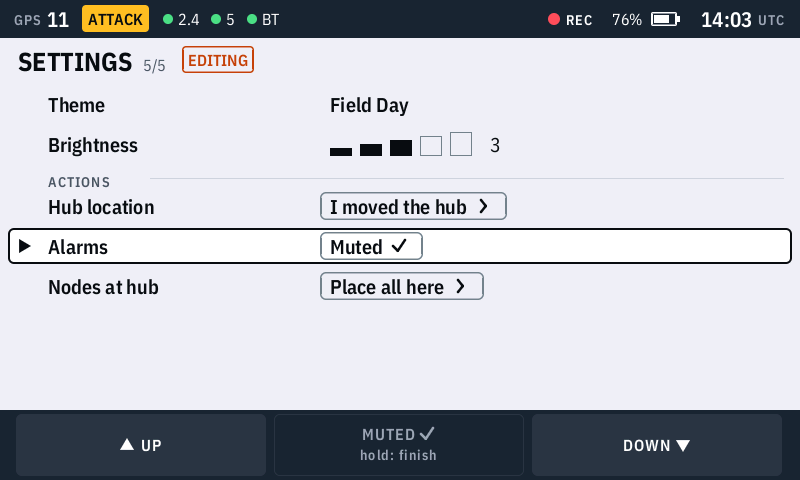 GPS 11 ATTACK 2.4 5 BT REC 76% 14:03 UTC
SETTINGS 5/5 EDITING
Theme Field Day
Brightness 3
ACTIONS
Hub location I moved the hub
Alarms Muted
Nodes at hub Place all here
UP MUTED DOWN
hold: finish